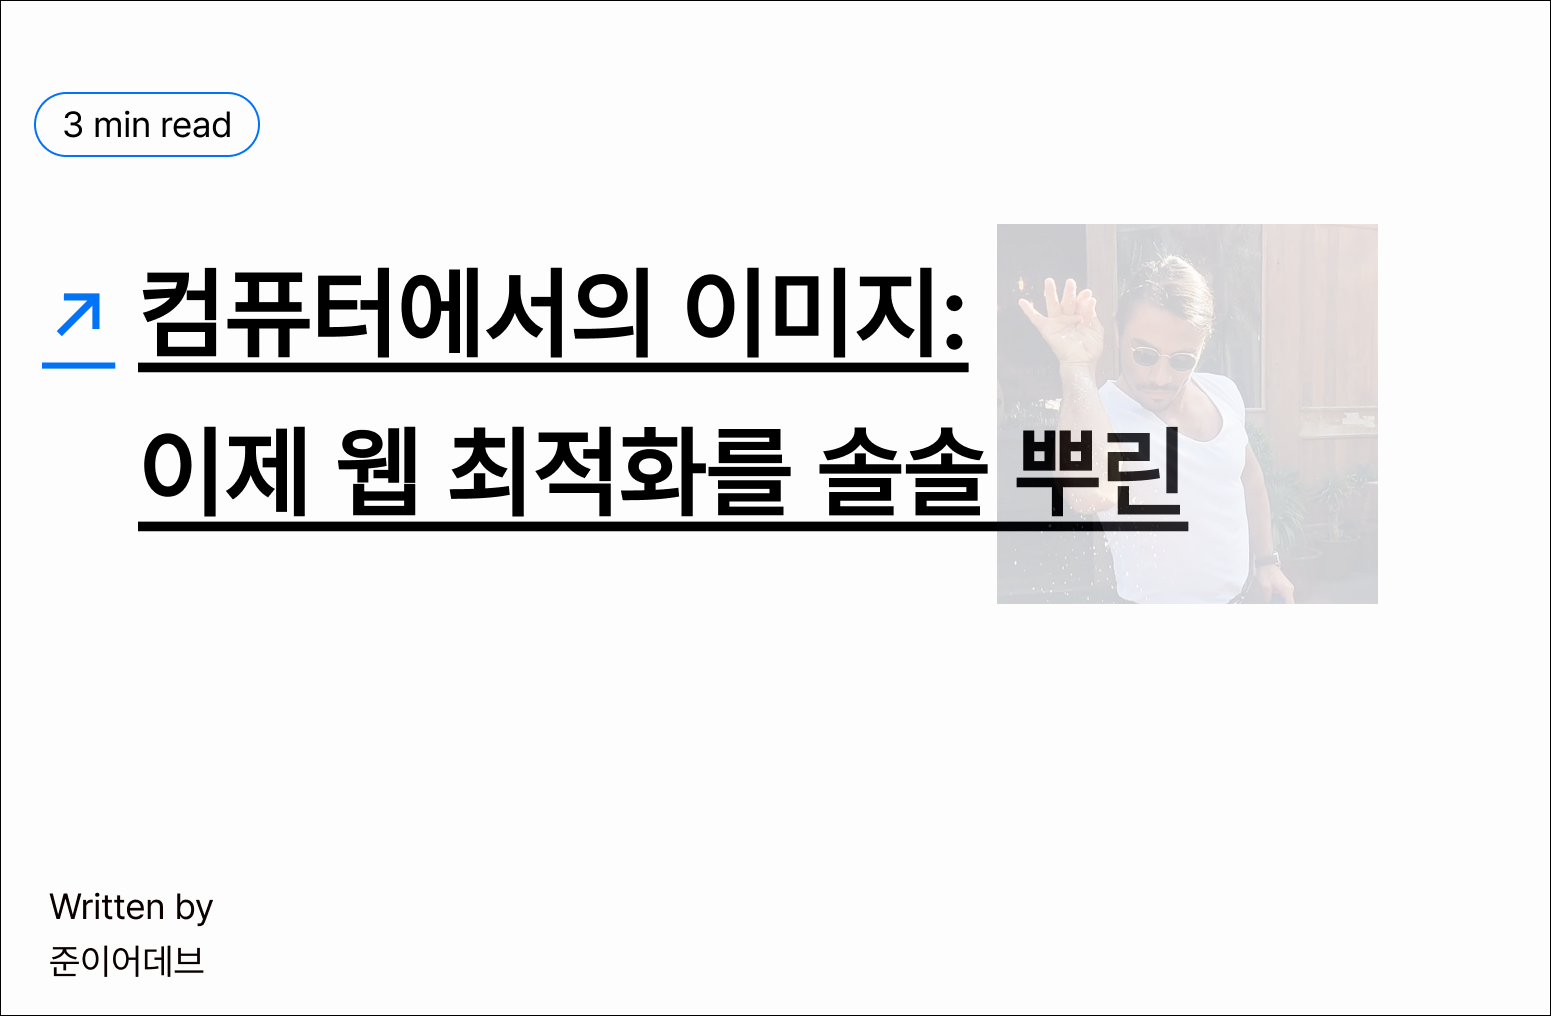 3 min read
컴퓨터에서의 이미지:
이제 웹 최적화를 솔솔 뿌린
Written by
준이어데브